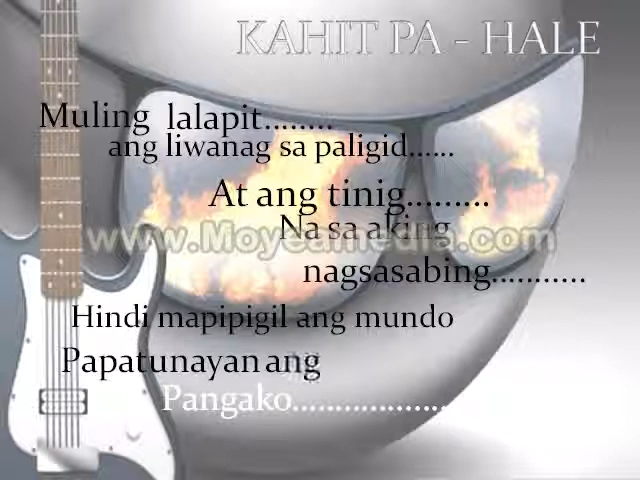 KAHIT PA - HALE
Muling lalapit........
ang liwanag sa paligid......
At ang tinig.........
Na sa aking
www.Moyeamedia.com
nagsasabing...........
Hindi mapipigil ang mundo
Papatunayan ang
Pangako.....................